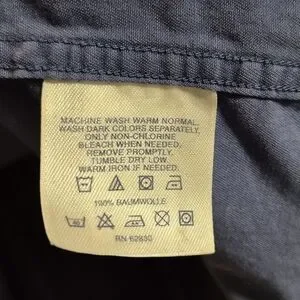 MACHINE WASH WARM NORMAL.
WASH DARK COLORS SEPARATELY,
ONLY NON-CHLORINE
BLEACH WHEN NEEDED.
REMOVE PROMPTLY.
TUMBLE DRY LOW.
WARM IRON IF NEEDED.
100% BAUMWOLLE
RN 62830